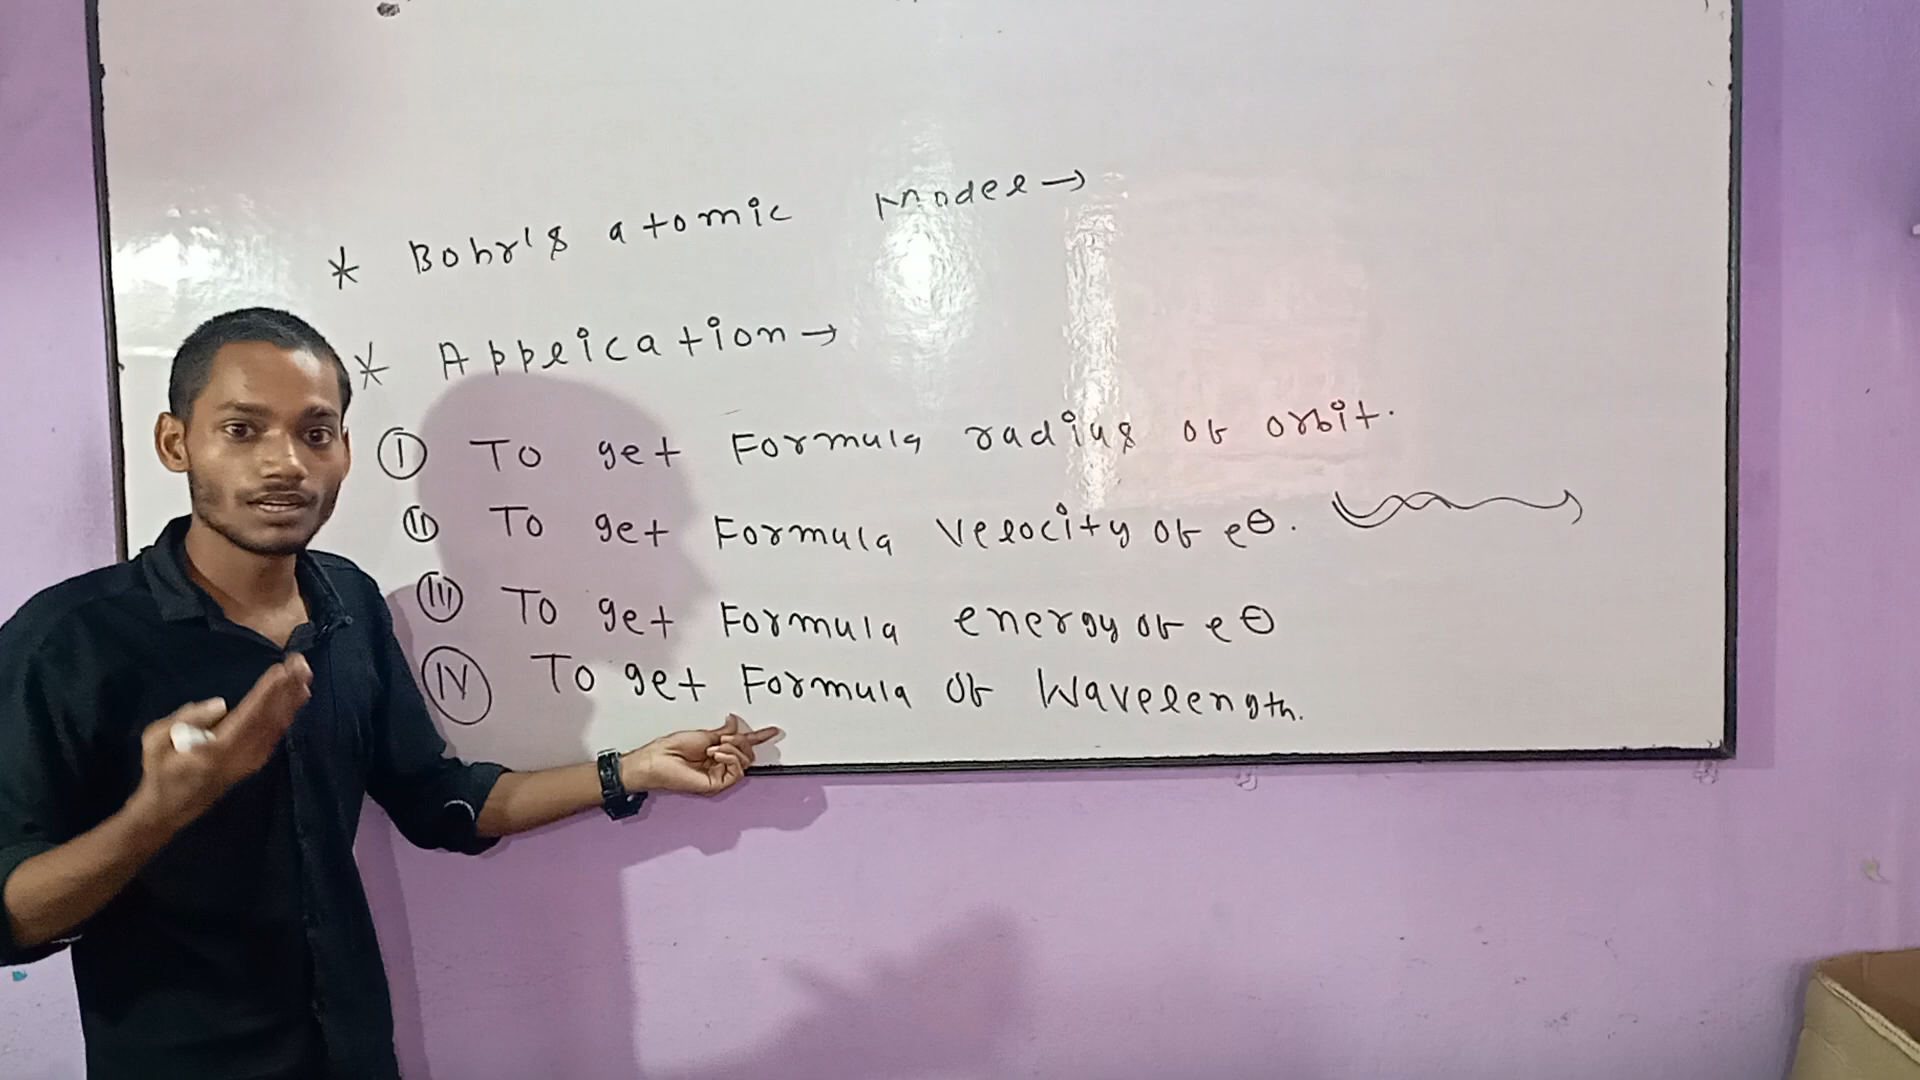 * Bohr's atomic Model →
* Application →
I To get Formula radius of orbit.
II To get Formula Velocity of e⊖.
III To get Formula energy of e⊖
IV To get Formula of Wavelength.